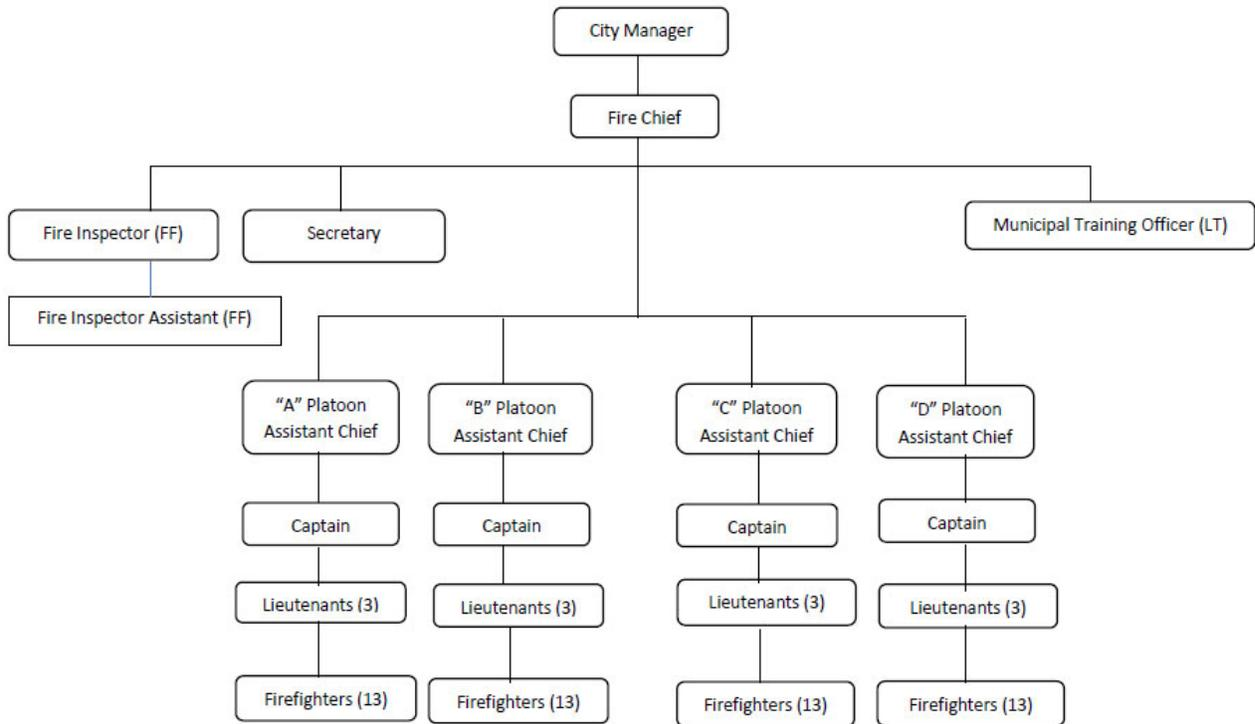 City Manager
Fire Chief
Fire Inspector (FF)
Secretary
Municipal Training Officer (LT)
Fire Inspector Assistant (FF)
“A” Platoon
Assistant Chief
“B” Platoon
Assistant Chief
“C” Platoon
Assistant Chief
“D” Platoon
Assistant Chief
Captain
Captain
Captain
Captain
Lieutenants (3)
Lieutenants (3)
Lieutenants (3)
Lieutenants (3)
Firefighters (13)
Firefighters (13)
Firefighters (13)
Firefighters (13)